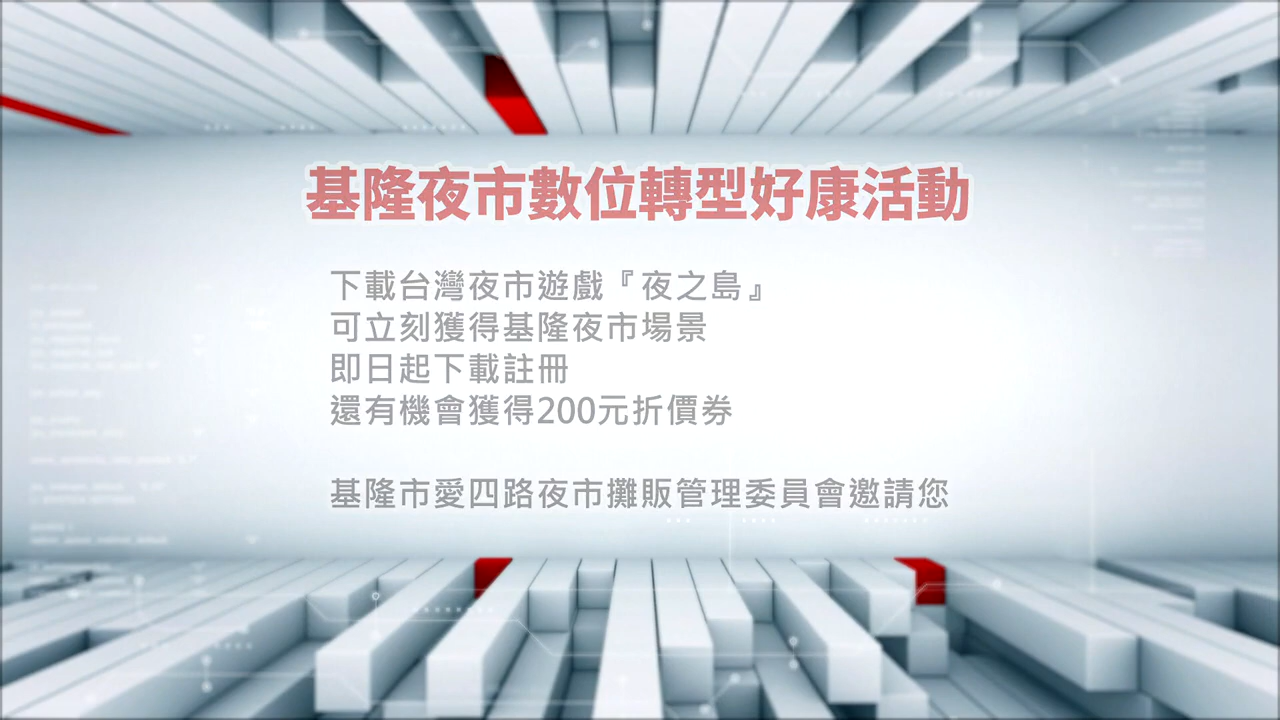 基隆夜市數位轉型好康活動
下載台灣夜市遊戲『夜之島』
可立刻獲得基隆夜市場景
即日起下載註冊
還有機會獲得200元折價券
基隆市愛四路夜市攤販管理委員會邀請您